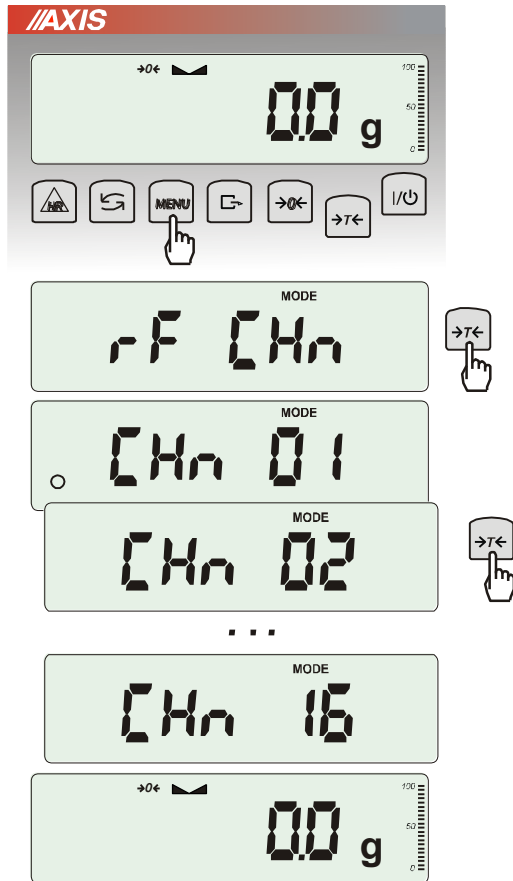 //AXIS
→0←
100
0.0 g
50
0
HR MENU →0← →T← I/⏻
MODE
rF CHn →T←
MODE
CHn 01
MODE
CHn 02 →T←
...
MODE
CHn 16
→0←
100
0.0 g
50
0